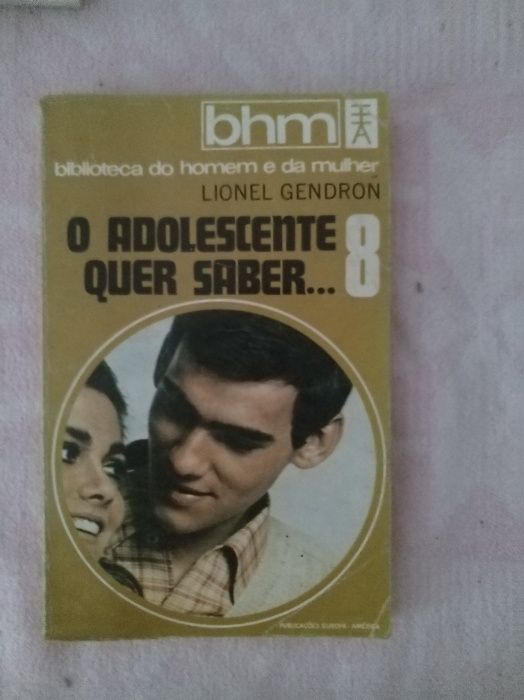 bhm
biblioteca do homem e da mulher
LIONEL GENDRON
O ADOLESCENTE
QUER SABER... 8
PUBLICAÇÕES EUROPA-AMÉRICA